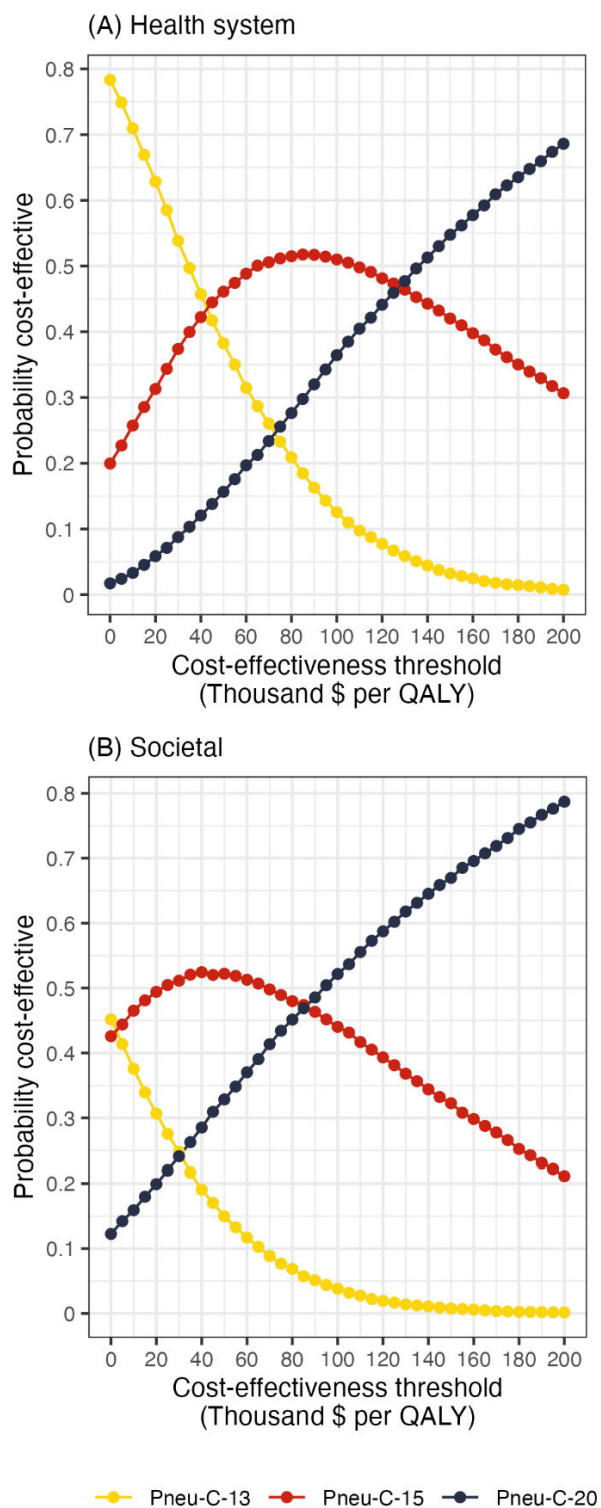 (A) Health system
0.8
0.7
0.6
0.5
0.4
0.3
0.2
0.1
0
Probability cost-effective
0 20 40 60 80 100 120 140 160 180 200
Cost-effectiveness threshold
(Thousand $ per QALY)
(B) Societal
0.8
0.7
0.6
0.5
0.4
0.3
0.2
0.1
0
Probability cost-effective
0 20 40 60 80 100 120 140 160 180 200
Cost-effectiveness threshold
(Thousand $ per QALY)
Pneu-C-13 Pneu-C-15 Pneu-C-20